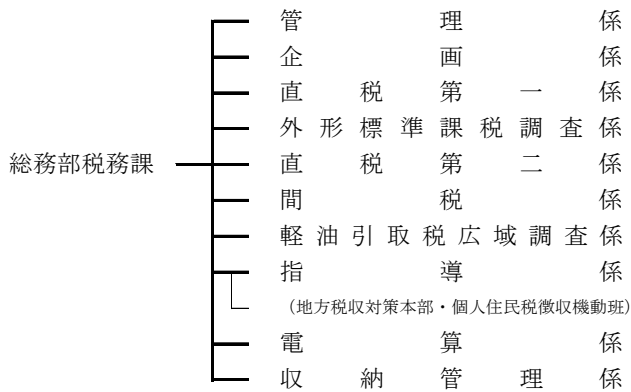 管理係
企画係
直税第一係
外形標準課税調査係
総務部税務課
直税第二係
間税係
軽油引取税広域調査係
指導係
(地方税収対策本部・個人住民税徴収機動班)
電算係
収納管理係